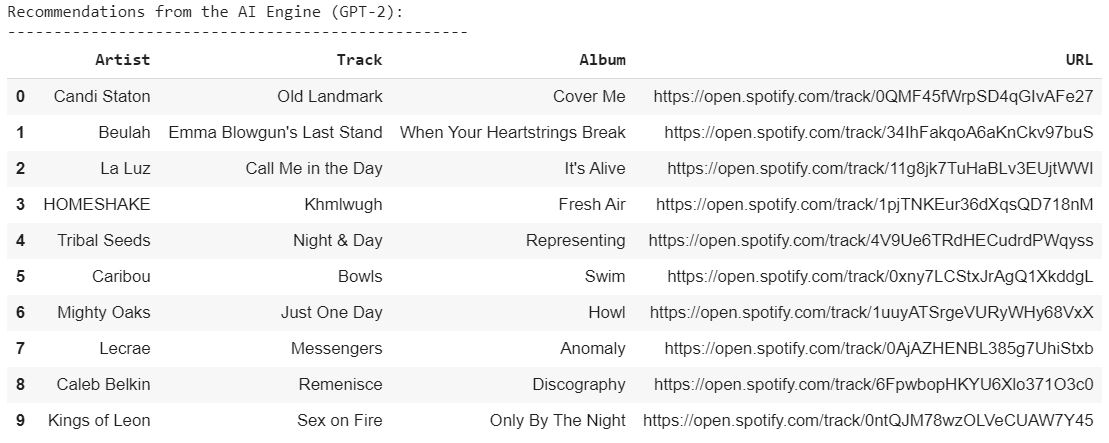 Recommendations from the AI Engine (GPT-2):
--------------------------------------------------
Artist Track Album URL
0 Candi Staton Old Landmark Cover Me https://open.spotify.com/track/0QMF45fWrpSD4qGIvAFe27
1 Beulah Emma Blowgun's Last Stand When Your Heartstrings Break https://open.spotify.com/track/34IhFakqoA6aKnCkv97buS
2 La Luz Call Me in the Day It's Alive https://open.spotify.com/track/11g8jk7TuHaBLv3EUjtWWI
3 HOMESHAKE Khmlwugh Fresh Air https://open.spotify.com/track/1pjTNKEur36dXqsQD718nM
4 Tribal Seeds Night & Day Representing https://open.spotify.com/track/4V9Ue6TRdHECudrdPWqyss
5 Caribou Bowls Swim https://open.spotify.com/track/0xny7LCStxJrAgQ1XkddgL
6 Mighty Oaks Just One Day Howl https://open.spotify.com/track/1uuyATSrgeVURyWHy68VxX
7 Lecrae Messengers Anomaly https://open.spotify.com/track/0AjAZHENBL385g7UhiStxb
8 Caleb Belkin Remenisce Discography https://open.spotify.com/track/6FpwbopHKYU6Xlo371O3c0
9 Kings of Leon Sex on Fire Only By The Night https://open.spotify.com/track/0ntQJM78wzOLVeCUAW7Y45